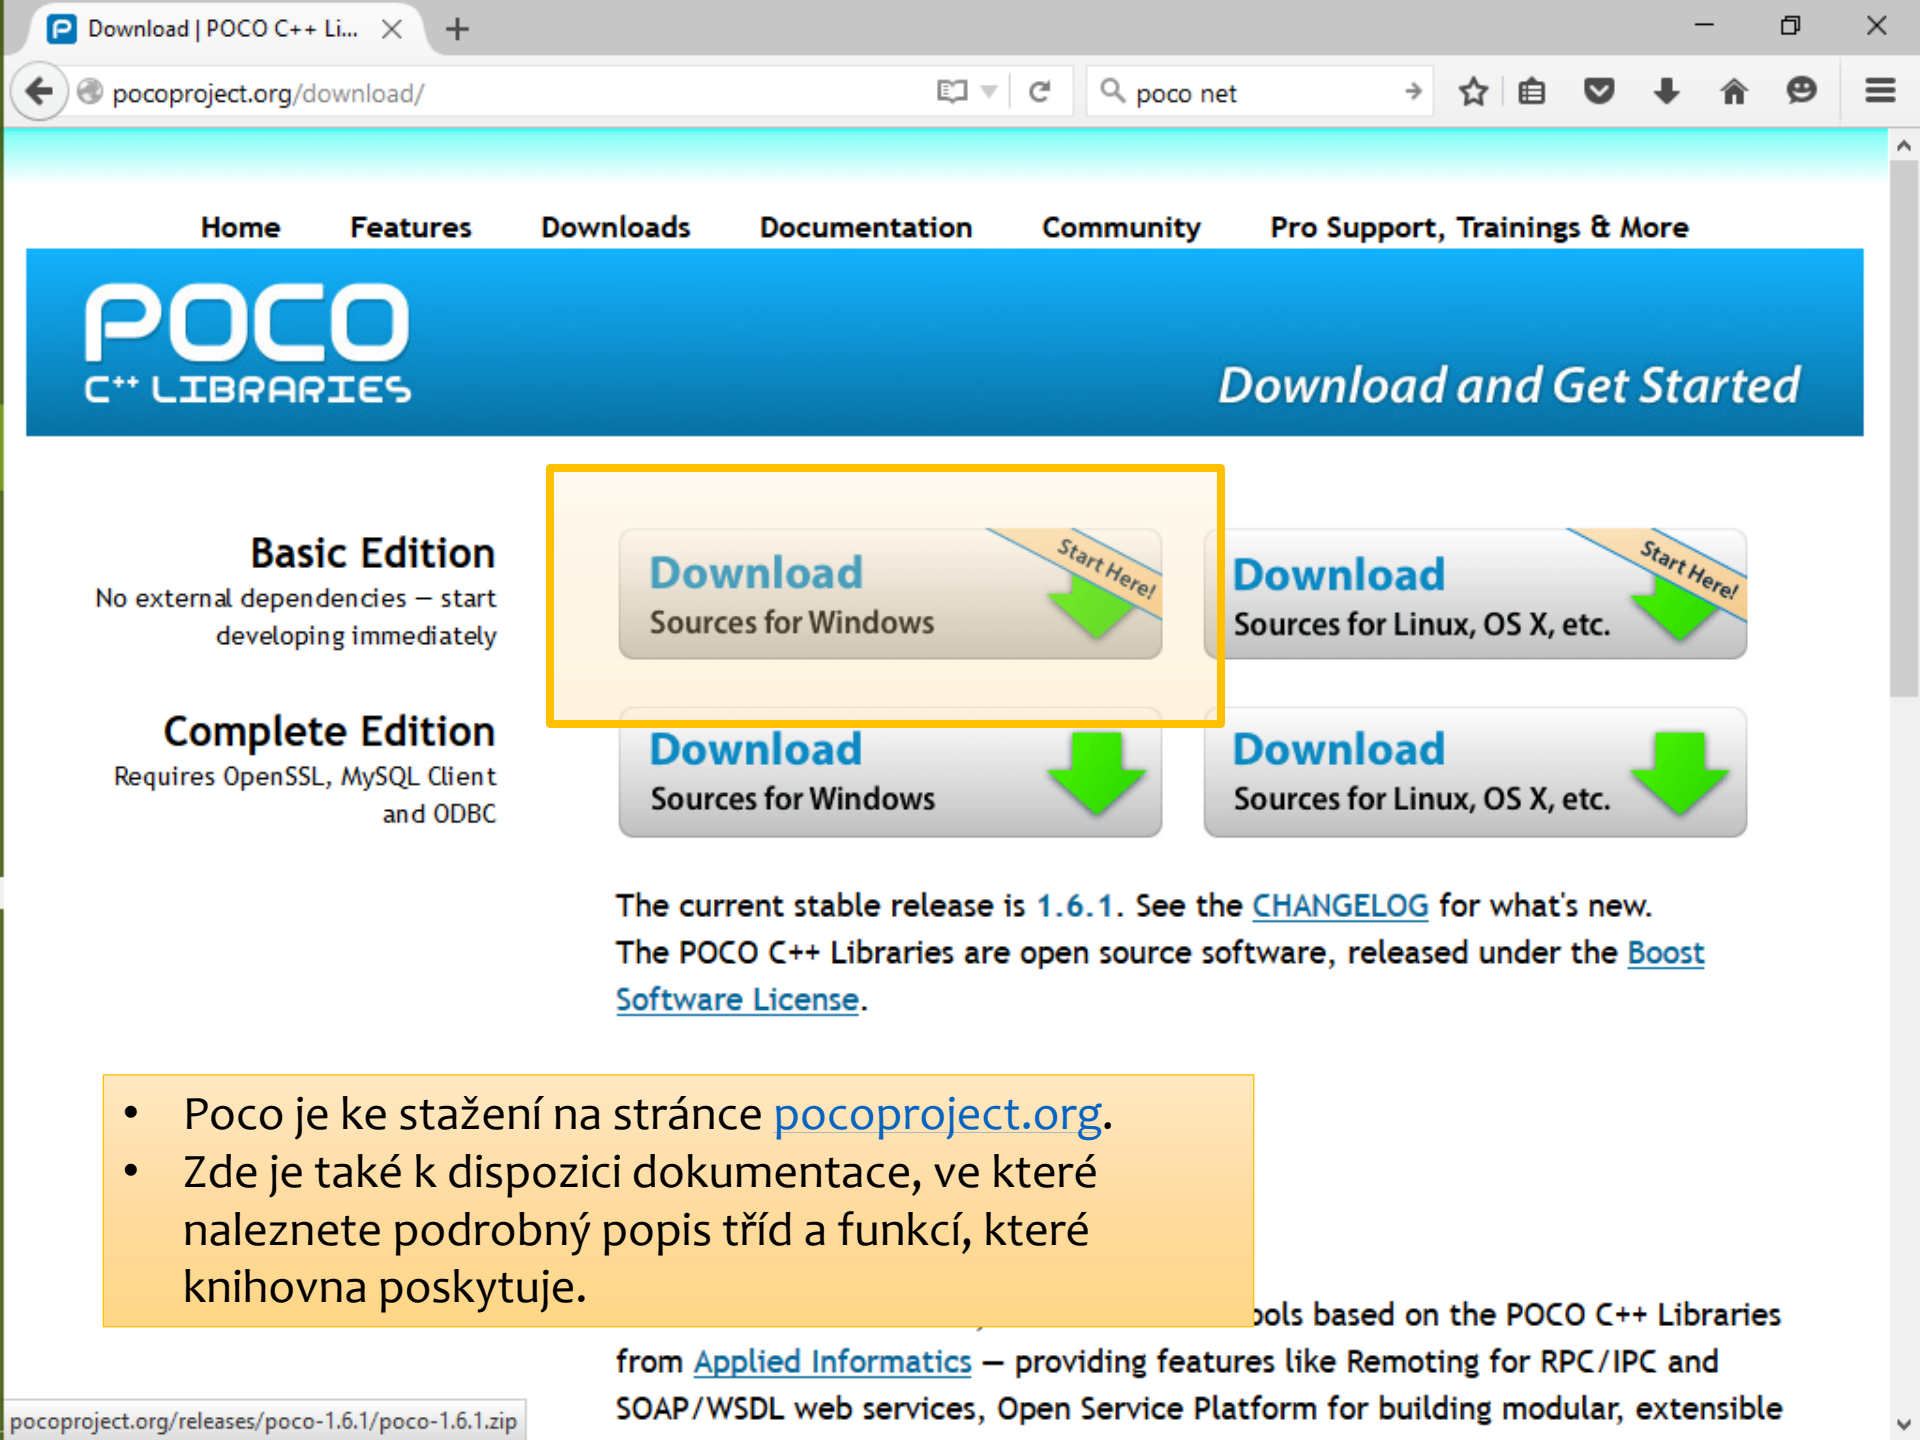 Download | POCO C++ Li...
pocoproject.org/download/
poco net
Home Features Downloads Documentation Community Pro Support, Trainings & More
POCO
C++ LIBRARIES
Download and Get Started
Basic Edition
No external dependencies — start
developing immediately
Download
Sources for Windows
Start Here!
Download
Sources for Linux, OS X, etc.
Start Here!
Complete Edition
Requires OpenSSL, MySQL Client
and ODBC
Download
Sources for Windows
Download
Sources for Linux, OS X, etc.
The current stable release is 1.6.1. See the CHANGELOG for what's new.
The POCO C++ Libraries are open source software, released under the Boost
Software License.
• Poco je ke stažení na stránce pocoproject.org.
• Zde je také k dispozici dokumentace, ve které
naleznete podrobný popis tříd a funkcí, které
knihovna poskytuje.
based on the POCO C++ Libraries
from Applied Informatics — providing features like Remoting for RPC/IPC and
SOAP/WSDL web services, Open Service Platform for building modular, extensible
pocoproject.org/releases/poco-1.6.1/poco-1.6.1.zip